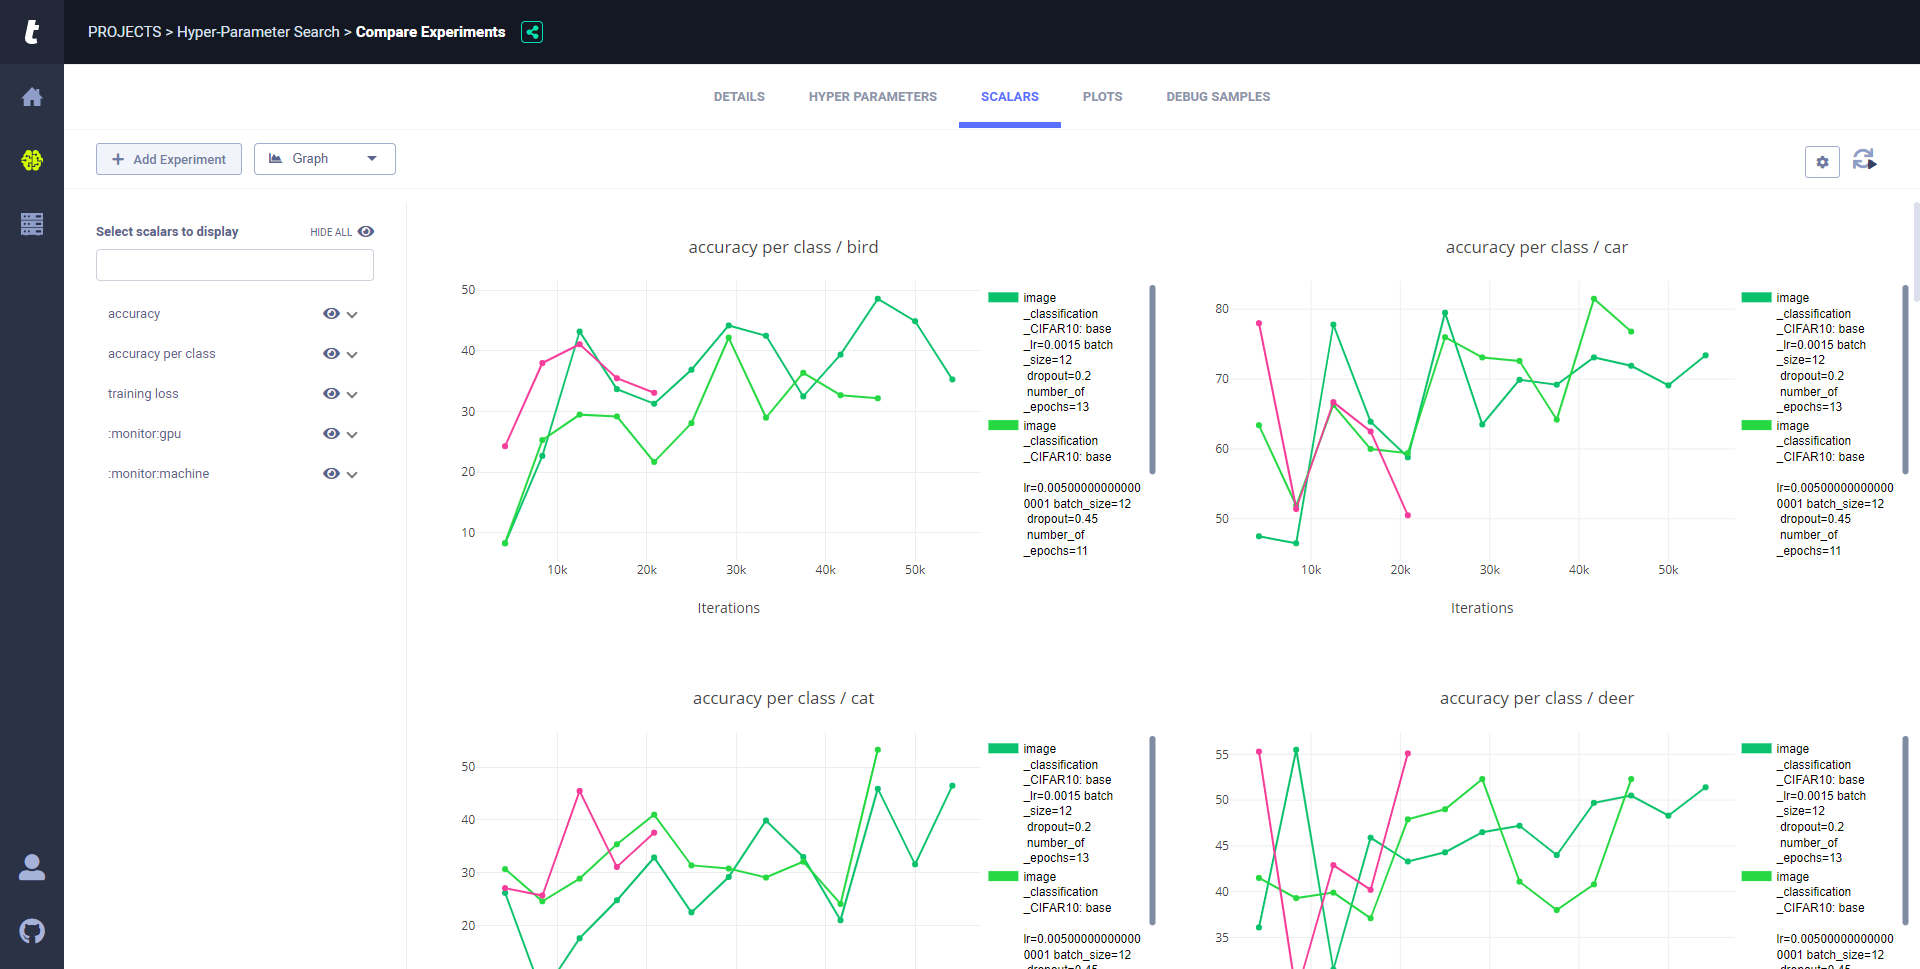 t
PROJECTS > Hyper-Parameter Search > Compare Experiments
DETAILS
HYPER PARAMETERS
SCALARS
PLOTS
DEBUG SAMPLES
+ Add Experiment
Graph
Select scalars to display
HIDE ALL
accuracy
accuracy per class
training loss
:monitor:gpu
:monitor:machine
accuracy per class / bird
50
40
30
20
10
10k
20k
30k
40k
50k
Iterations
image
_classification
_CIFAR10: base
_lr=0.0015 batch
_size=12
dropout=0.2
number_of
_epochs=13
image
_classification
_CIFAR10: base
lr=0.00500000000000
0001 batch_size=12
dropout=0.45
number_of
_epochs=11
accuracy per class / car
80
70
60
50
10k
20k
30k
40k
50k
Iterations
image
_classification
_CIFAR10: base
_lr=0.0015 batch
_size=12
dropout=0.2
number_of
_epochs=13
image
_classification
_CIFAR10: base
lr=0.00500000000000
0001 batch_size=12
dropout=0.45
number_of
_epochs=11
accuracy per class / cat
50
40
30
20
image
_classification
_CIFAR10: base
_lr=0.0015 batch
_size=12
dropout=0.2
number_of
_epochs=13
image
_classification
_CIFAR10: base
lr=0.00500000000000
0001 batch_size=12
dropout=0.45
accuracy per class / deer
55
50
45
40
35
image
_classification
_CIFAR10: base
_lr=0.0015 batch
_size=12
dropout=0.2
number_of
_epochs=13
image
_classification
_CIFAR10: base
lr=0.00500000000000
0001 batch_size=12
dropout=0.45